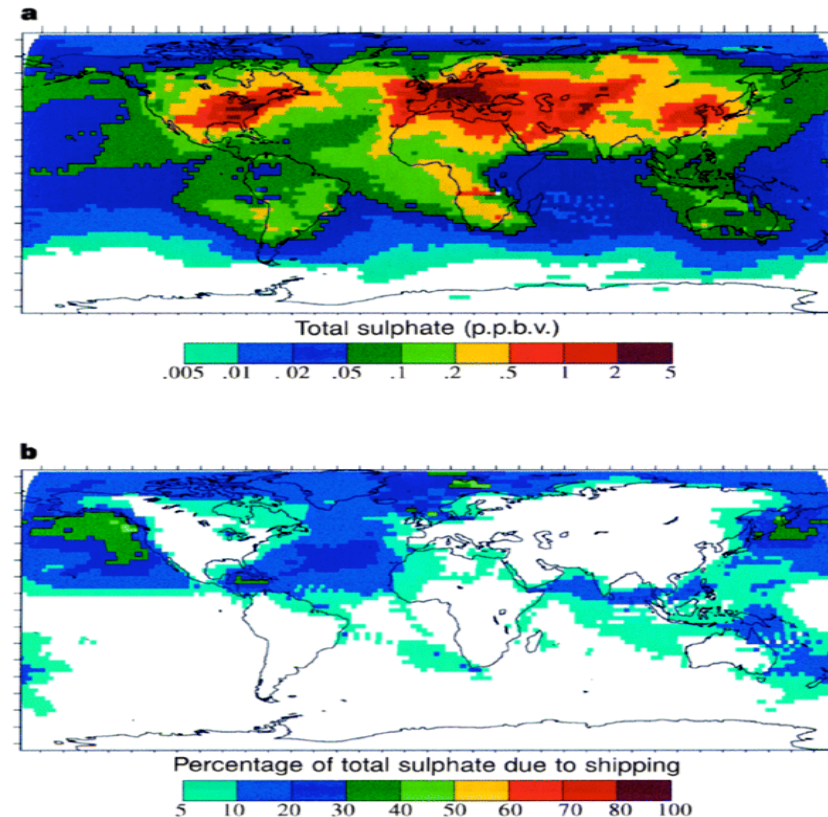 a
Total sulphate (p.p.b.v.)
.005 .01 .02 .05 .1 .2 .5 1 2 5
b
Percentage of total sulphate due to shipping
5 10 20 30 40 50 60 70 80 100